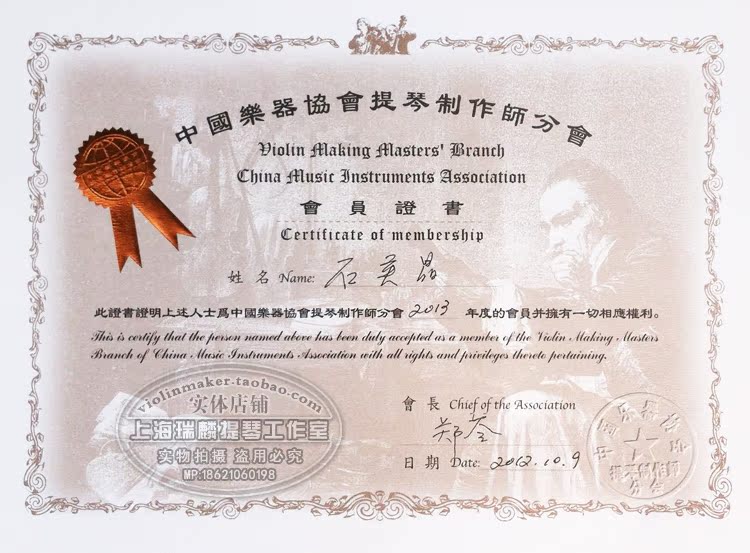 中國樂器協會提琴制作師分會
Violin Making Masters' Branch
China Music Instruments Association
會員證書
Certificate of membership
姓名 Name: 石英晶
此證書證明上述人士爲中國樂器協會提琴制作師分會 2013 年度的會員并擁有一切相應權利。
This is certify that the person named above has been duly accepted as a member of the Violin Making Masters
Branch of China Music Instruments Association with all rights and privileges thereto pertaining.
violinmaker-taobao.com
实体店铺
上海瑞麟提琴工作室
实物拍摄 盗用必究
MP:18621060198
會長 Chief of the Association
郑荃
日期 Date: 2012.10.9